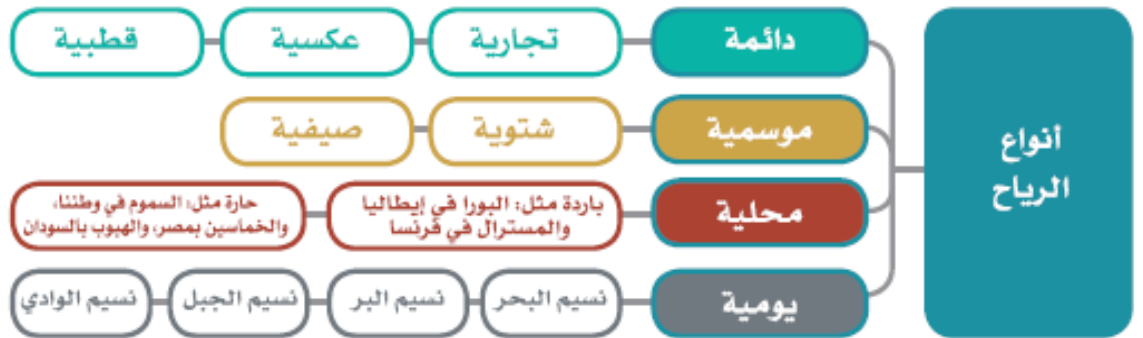 أنواع
الرياح
دائمة
تجارية
عكسية
قطبية
موسمية
شتوية
صيفية
محلية
باردة مثل: البورا في إيطاليا
والمسترال في فرنسا
حارة مثل: السموم في وطننا،
والخماسين بمصر، والهبوب بالسودان
يومية
نسيم البحر
نسيم البر
نسيم الجبل
نسيم الوادي